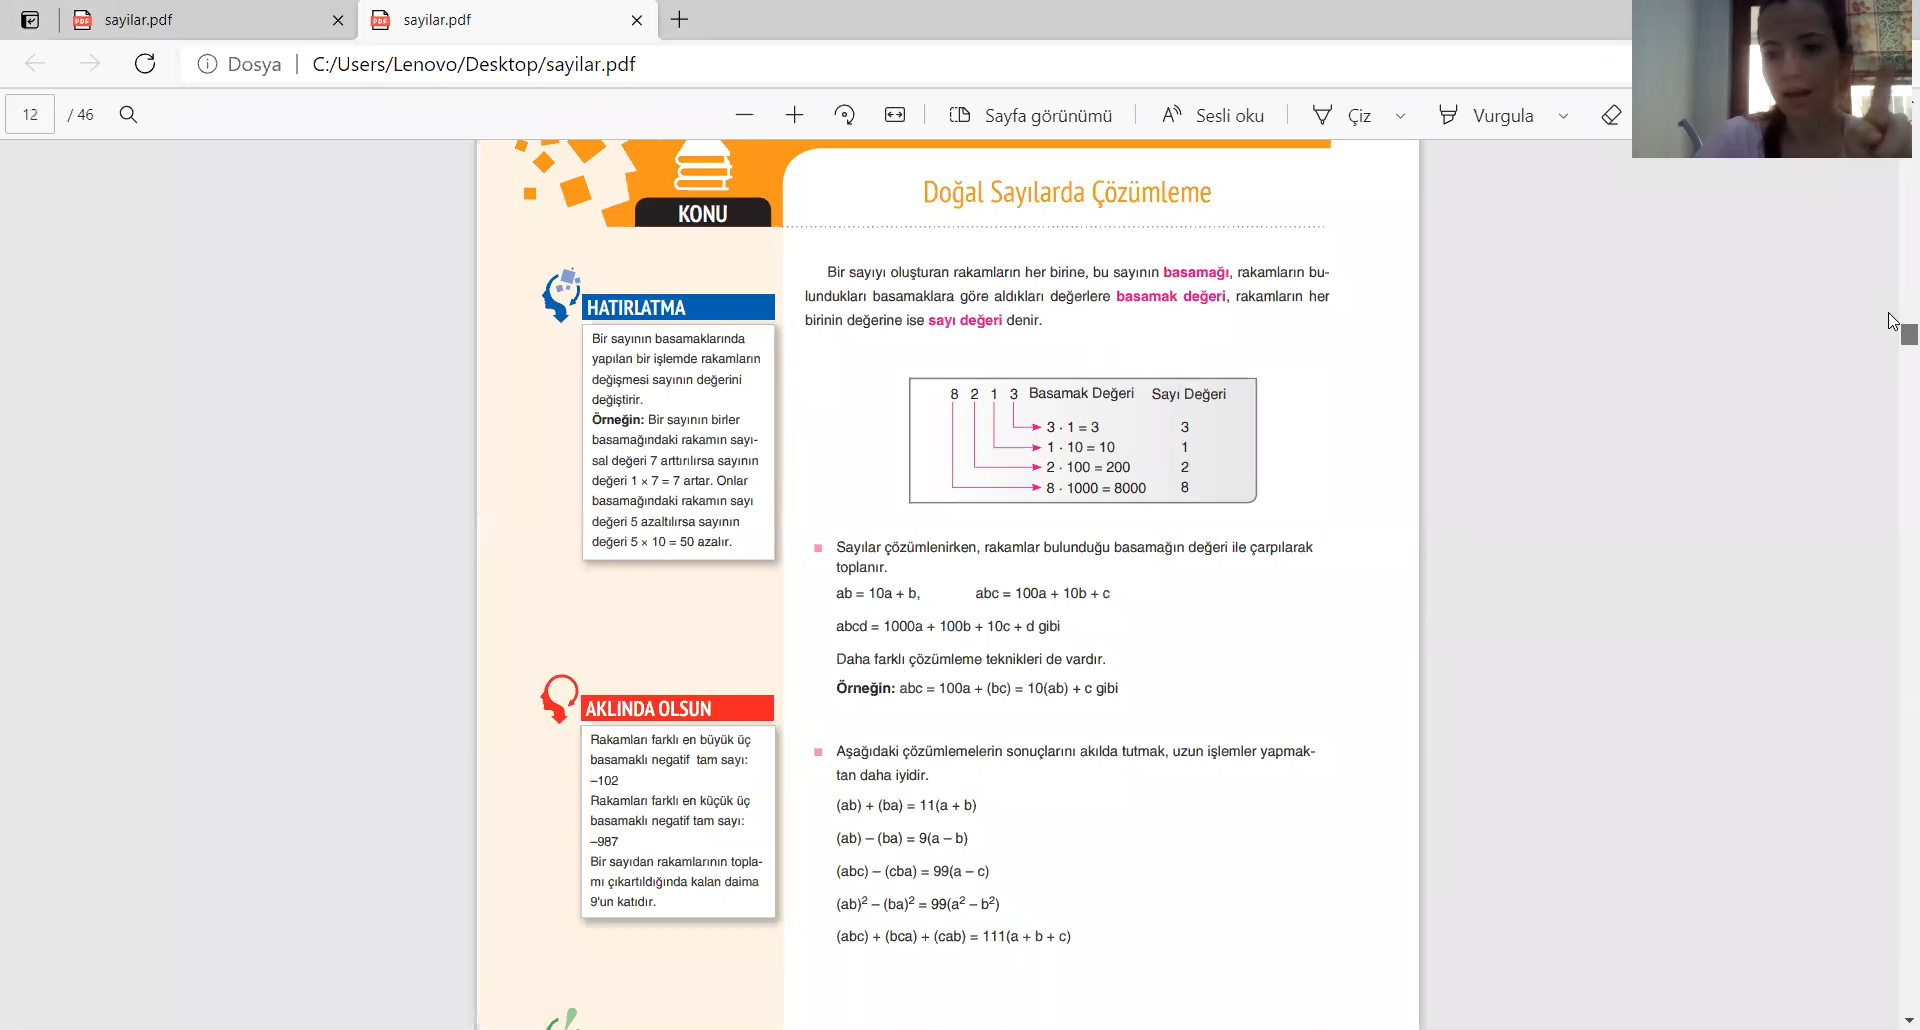 sayilar.pdf
sayilar.pdf
Dosya
C:/Users/Lenovo/Desktop/sayilar.pdf
12 / 46
Sayfa görünümü
Sesli oku
Çiz
Vurgula
KONU
Doğal Sayılarda Çözümleme
Bir sayıyı oluşturan rakamların her birine, bu sayının basamağı, rakamların bu-
lundukları basamaklara göre aldıkları değerlere basamak değeri, rakamların her
birinin değerine ise sayı değeri denir.
HATIRLATMA
Bir sayının basamaklarında
yapılan bir işlemde rakamların
değişmesi sayının değerini
değiştirir.
Örneğin: Bir sayının birler
basamağındaki rakamın sayı-
sal değeri 7 arttırılırsa sayının
değeri 1 × 7 = 7 artar. Onlar
basamağındaki rakamın sayı
değeri 5 azaltılırsa sayının
değeri 5 × 10 = 50 azalır.
8 2 1 3 Basamak Değeri Sayı Değeri
3 · 1 = 3 3
1 · 10 = 10 1
2 · 100 = 200 2
8 · 1000 = 8000 8
Sayılar çözümlenirken, rakamlar bulunduğu basamağın değeri ile çarpılarak
toplanır.
ab = 10a + b, abc = 100a + 10b + c
abcd = 1000a + 100b + 10c + d gibi
Daha farklı çözümleme teknikleri de vardır.
Örneğin: abc = 100a + (bc) = 10(ab) + c gibi
AKLINDA OLSUN
Rakamları farklı en büyük üç
basamaklı negatif tam sayı:
–102
Rakamları farklı en küçük üç
basamaklı negatif tam sayı:
–987
Bir sayıdan rakamlarının topla-
mı çıkartıldığında kalan daima
9'un katıdır.
Aşağıdaki çözümlemelerin sonuçlarını akılda tutmak, uzun işlemler yapmak-
tan daha iyidir.
(ab) + (ba) = 11(a + b)
(ab) – (ba) = 9(a – b)
(abc) – (cba) = 99(a – c)
(ab)² – (ba)² = 99(a² – b²)
(abc) + (bca) + (cab) = 111(a + b + c)